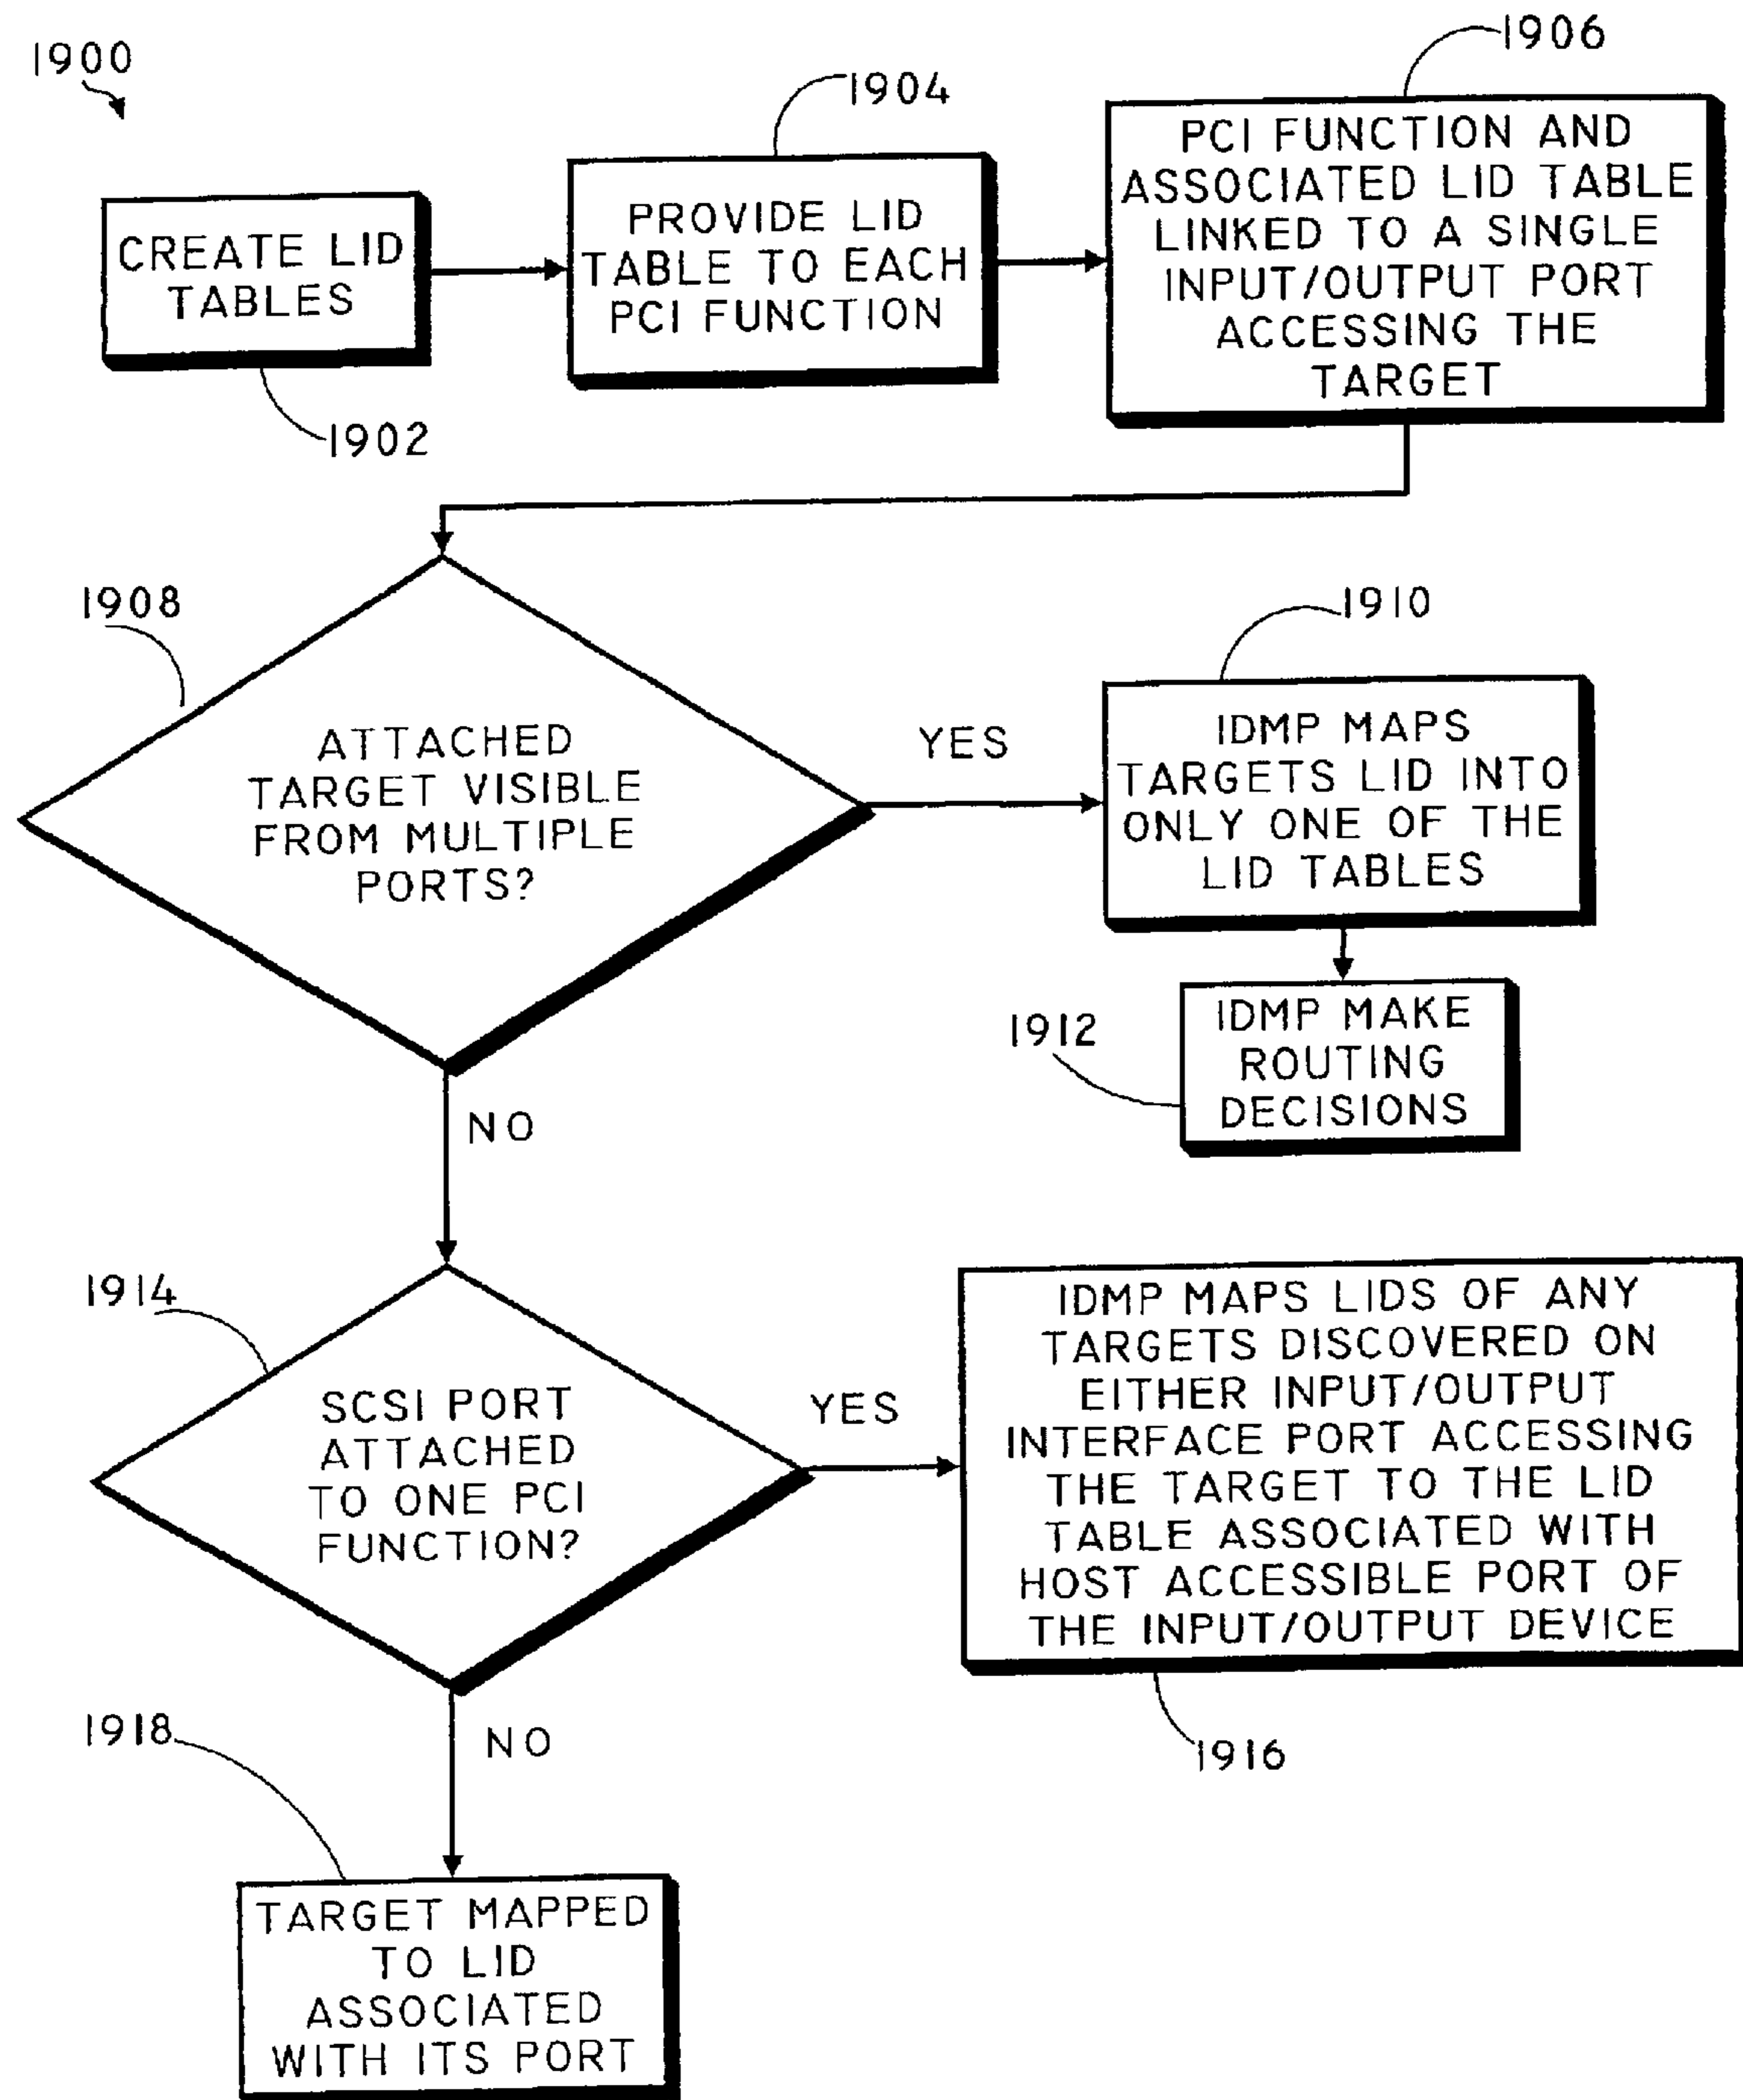 1900
1904
1906
CREATE LID
TABLES
1902
PROVIDE LID
TABLE TO EACH
PCI FUNCTION
PCI FUNCTION AND
ASSOCIATED LID TABLE
LINKED TO A SINGLE
INPUT/OUTPUT PORT
ACCESSING THE
TARGET
1908
ATTACHED
TARGET VISIBLE
FROM MULTIPLE
PORTS?
YES
NO
1910
IDMP MAPS
TARGETS LID INTO
ONLY ONE OF THE
LID TABLES
1912
IDMP MAKE
ROUTING
DECISIONS
1914
SCSI PORT
ATTACHED
TO ONE PCI
FUNCTION?
YES
NO
IDMP MAPS LIDS OF ANY
TARGETS DISCOVERED ON
EITHER INPUT/OUTPUT
INTERFACE PORT ACCESSING
THE TARGET TO THE LID
TABLE ASSOCIATED WITH
HOST ACCESSIBLE PORT OF
THE INPUT/OUTPUT DEVICE
1916
1918
TARGET MAPPED
TO LID
ASSOCIATED
WITH ITS PORT